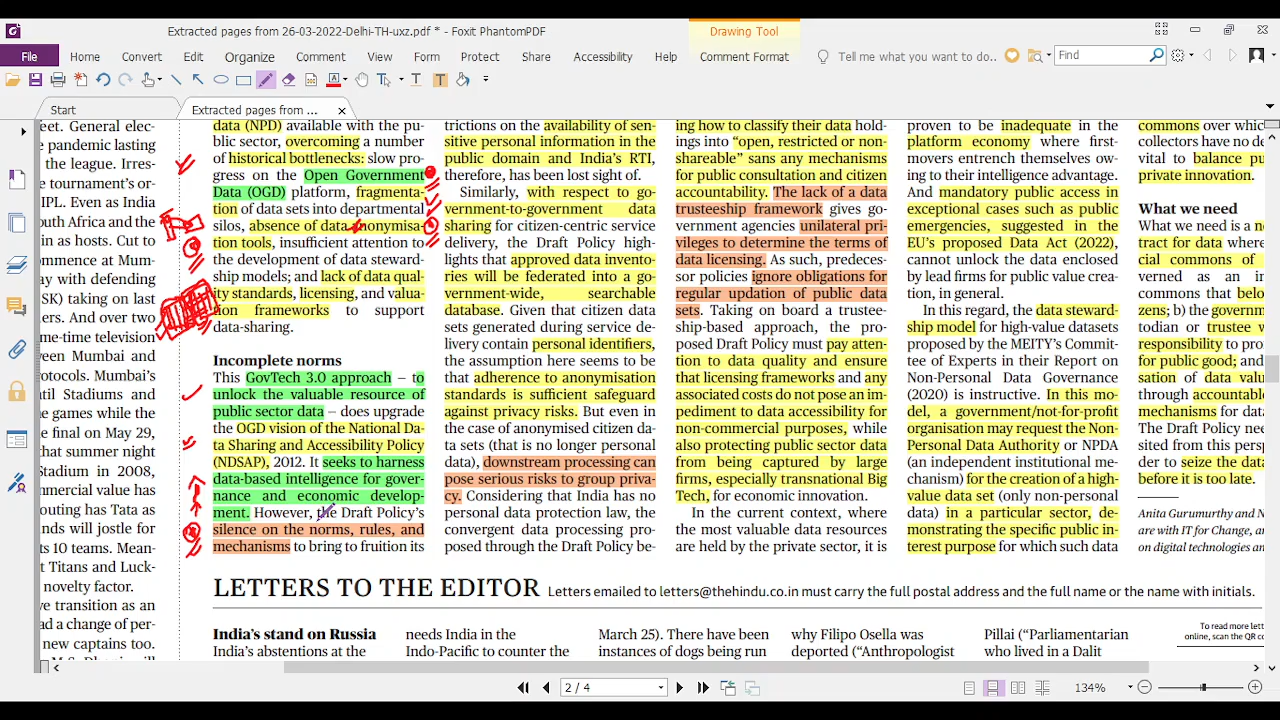 Extracted pages from 26-03-2022-Delhi-TH-uxz.pdf * - Foxit PhantomPDF
Drawing Tool
File
Home
Convert
Edit
Organize
Comment
View
Form
Protect
Share
Accessibility
Help
Comment Format
Tell me what you want to do..
Find
Start
Extracted pages from ...
eet. General elec-
e pandemic lasting
the league. Irres-
e tournament's or-
IPL. Even as India
outh Africa and the
in as hosts. Cut to
ommence at Mum-
ay with defending
SK) taking on last
ers. And over two
me-time television
veen Mumbai and
otocols. Mumbai's
til Stadiums and
e games while the
e final on May 29,
that summer night
Stadium in 2008,
mmercial value has
outing has Tata as
nds will jostle for
ts 10 teams. Mean-
t Titans and Luck-
novelty factor.
ve transition as an
ad a change of per-
new captains too.
data (NPD) available with the pu-
blic sector, overcoming a number
of historical bottlenecks: slow pro-
gress on the Open Government
Data (OGD) platform, fragmenta-
tion of data sets into departmental
silos, absence of data anonymisa-
tion tools, insufficient attention to
the development of data steward-
ship models; and lack of data qual-
ity standards, licensing, and valua-
tion frameworks to support
data-sharing.
Incomplete norms
This GovTech 3.0 approach – to
unlock the valuable resource of
public sector data – does upgrade
the OGD vision of the National Da-
ta Sharing and Accessibility Policy
(NDSAP), 2012. It seeks to harness
data-based intelligence for gover-
nance and economic develop-
ment. However, the Draft Policy's
silence on the norms, rules, and
mechanisms to bring to fruition its
trictions on the availability of sen-
sitive personal information in the
public domain and India's RTI,
therefore, has been lost sight of.
Similarly, with respect to go-
vernment-to-government data
sharing for citizen-centric service
delivery, the Draft Policy high-
lights that approved data invento-
ries will be federated into a go-
vernment-wide, searchable
database. Given that citizen data
sets generated during service de-
livery contain personal identifiers,
the assumption here seems to be
that adherence to anonymisation
standards is sufficient safeguard
against privacy risks. But even in
the case of anonymised citizen da-
ta sets (that is no longer personal
data), downstream processing can
pose serious risks to group priva-
cy. Considering that India has no
personal data protection law, the
convergent data processing pro-
posed through the Draft Policy be-
ing how to classify their data hold-
ings into “open, restricted or non-
shareable” sans any mechanisms
for public consultation and citizen
accountability. The lack of a data
trusteeship framework gives go-
vernment agencies unilateral pri-
vileges to determine the terms of
data licensing. As such, predeces-
sor policies ignore obligations for
regular updation of public data
sets. Taking on board a trustee-
ship-based approach, the pro-
posed Draft Policy must pay atten-
tion to data quality and ensure
that licensing frameworks and any
associated costs do not pose an im-
pediment to data accessibility for
non-commercial purposes, while
also protecting public sector data
from being captured by large
firms, especially transnational Big
Tech, for economic innovation.
In the current context, where
the most valuable data resources
are held by the private sector, it is
proven to be inadequate in the
platform economy where first-
movers entrench themselves ow-
ing to their intelligence advantage.
And mandatory public access in
exceptional cases such as public
emergencies, suggested in the
EU's proposed Data Act (2022),
cannot unlock the data enclosed
by lead firms for public value crea-
tion, in general.
In this regard, the data steward-
ship model for high-value datasets
proposed by the MEITY's Commit-
tee of Experts in their Report on
Non-Personal Data Governance
(2020) is instructive. In this mo-
del, a government/not-for-profit
organisation may request the Non-
Personal Data Authority or NPDA
(an independent institutional me-
chanism) for the creation of a high-
value data set (only non-personal
data) in a particular sector, de-
monstrating the specific public in-
terest purpose for which such data
commons over whic
collectors have no de
vital to balance pu
private innovation.
What we need
What we need is a ne
tract for data where
cial commons of
verned as an in
commons that belo
zens; b) the governm
todian or trustee w
responsibility to pro
for public good; and
sation of data valu
through accountable
mechanisms for data
The Draft Policy need
sited from this persp
der to seize the data
before it is too late.
Anita Gurumurthy and N
are with IT for Change, an
on digital technologies an
LETTERS TO THE EDITOR Letters emailed to letters@thehindu.co.in must carry the full postal address and the full name or the name with initials.
India's stand on Russia
India's abstentions at the
needs India in the
Indo-Pacific to counter the
March 25). There have been
instances of dogs being run
why Filipo Osella was
deported (“Anthropologist
Pillai (“Parliamentarian
who lived in a Dalit
To read more lett
online, scan the QR co
2 / 4
134%